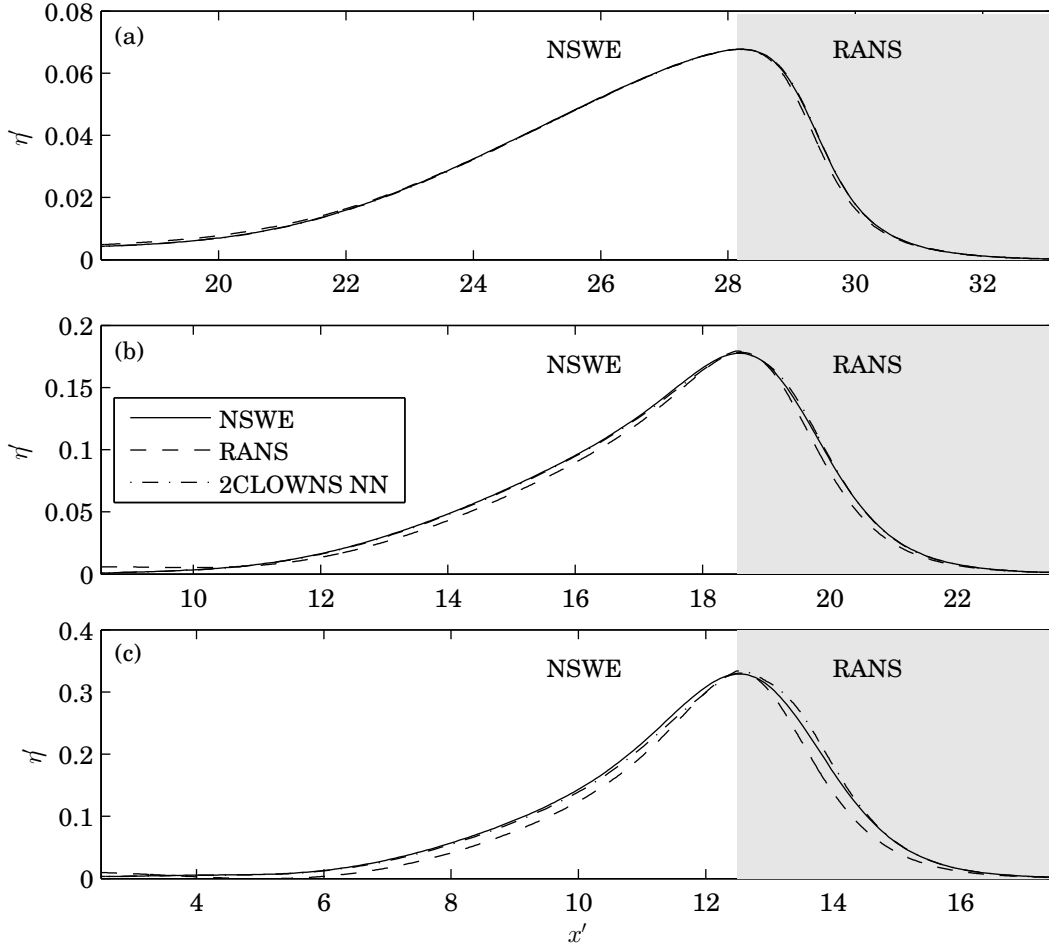 (a)
NSWE
RANS
0.08
0.06
0.04
0.02
0
η′
20
22
24
26
28
30
32
(b)
NSWE
RANS
0.2
0.15
0.1
0.05
0
η′
NSWE
RANS
2CLOWNS NN
10
12
14
16
18
20
22
(c)
NSWE
RANS
0.4
0.3
0.2
0.1
0
η′
4
6
8
10
12
14
16
x′